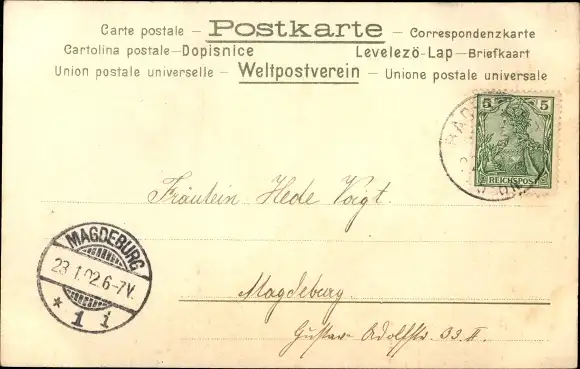 Carte postale – Postkarte – Correspondenzkarte
Cartolina postale–Dopisnice Levelező-Lap–Briefkaart
Union postale universelle – Weltpostverein – Unione postale universale
5 5
REICHSPOST
Fräulein Hede Voigt.
MAGDEBURG
23.1.02.6-7V.
* 1 i
Magdeburg.
Gustav Adolfstr. 33. II.